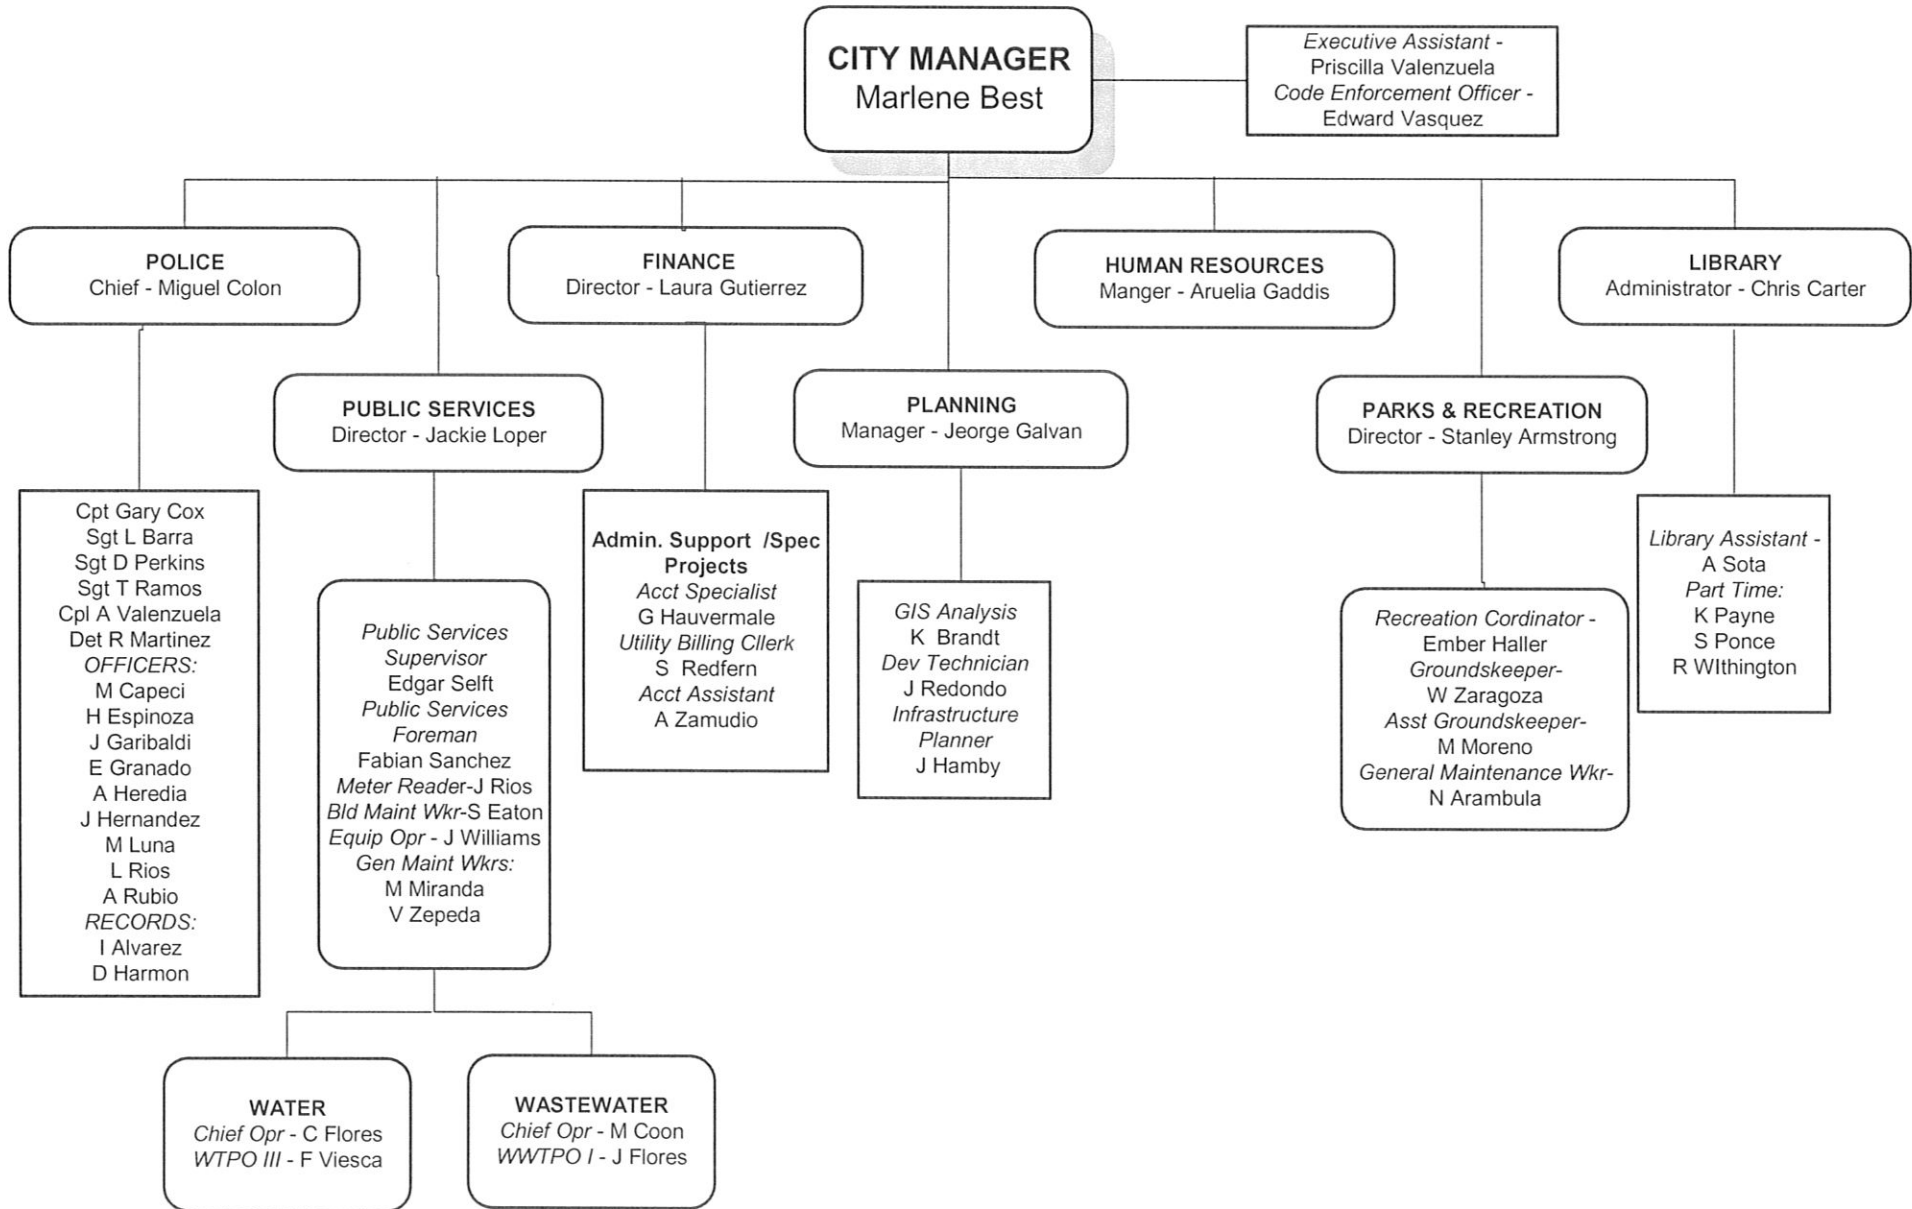 CITY MANAGER
Marlene Best
Executive Assistant -
Priscilla Valenzuela
Code Enforcement Officer -
Edward Vasquez
POLICE
Chief - Miguel Colon
FINANCE
Director - Laura Gutierrez
HUMAN RESOURCES
Manger - Aruelia Gaddis
LIBRARY
Administrator - Chris Carter
PUBLIC SERVICES
Director - Jackie Loper
PLANNING
Manager - Jeorge Galvan
PARKS & RECREATION
Director - Stanley Armstrong
Cpt Gary Cox
Sgt L Barra
Sgt D Perkins
Sgt T Ramos
Cpl A Valenzuela
Det R Martinez
OFFICERS:
M Capeci
H Espinoza
J Garibaldi
E Granado
A Heredia
J Hernandez
M Luna
L Rios
A Rubio
RECORDS:
I Alvarez
D Harmon
Public Services
Supervisor
Edgar Selft
Public Services
Foreman
Fabian Sanchez
Meter Reader-J Rios
Bld Maint Wkr-S Eaton
Equip Opr - J Williams
Gen Maint Wkrs:
M Miranda
V Zepeda
Admin. Support /Spec
Projects
Acct Specialist
G Hauvermale
Utility Billing Cllerk
S Redfern
Acct Assistant
A Zamudio
GIS Analysis
K Brandt
Dev Technician
J Redondo
Infrastructure
Planner
J Hamby
Recreation Cordinator -
Ember Haller
Groundskeeper-
W Zaragoza
Asst Groundskeeper-
M Moreno
General Maintenance Wkr-
N Arambula
Library Assistant -
A Sota
Part Time:
K Payne
S Ponce
R WIthington
WATER
Chief Opr - C Flores
WTPO III - F Viesca
WASTEWATER
Chief Opr - M Coon
WWTPO I - J Flores